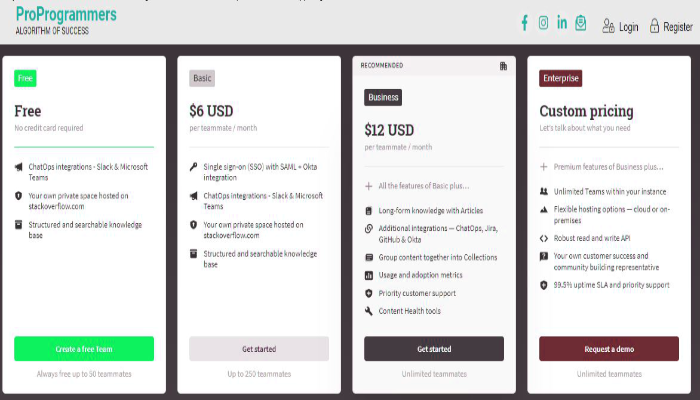 ProProgrammers
ALGORITHM OF SUCCESS
Login
Register
Free
Free
No credit card required
ChatOps integrations - Slack & Microsoft
Teams
Your own private space hosted on
stackoverflow.com
Structured and searchable knowledge
base
Create a free Team
Always free up to 50 teammates
Basic
$6 USD
per teammate / month
Single sign-on (SSO) with SAML + Okta
integration
ChatOps integrations - Slack & Microsoft
Teams
Your own private space hosted on
stackoverflow.com
Structured and searchable knowledge
base
Get started
Up to 250 teammates
RECOMMENDED
Business
$12 USD
per teammate / month
All the features of Basic plus...
Long-form knowledge with Articles
Additional integrations — ChatOps, Jira,
GitHub & Okta
Group content together into Collections
Usage and adoption metrics
Priority customer support
Content Health tools
Get started
Unlimited teammates
Enterprise
Custom pricing
Let's talk about what you need
Premium features of Business plus...
Unlimited Teams within your instance
Flexible hosting options — cloud or on-
premises
Robust read and write API
Your own customer success and
community building representative
99.5% uptime SLA and priority support
Request a demo
Unlimited teammates